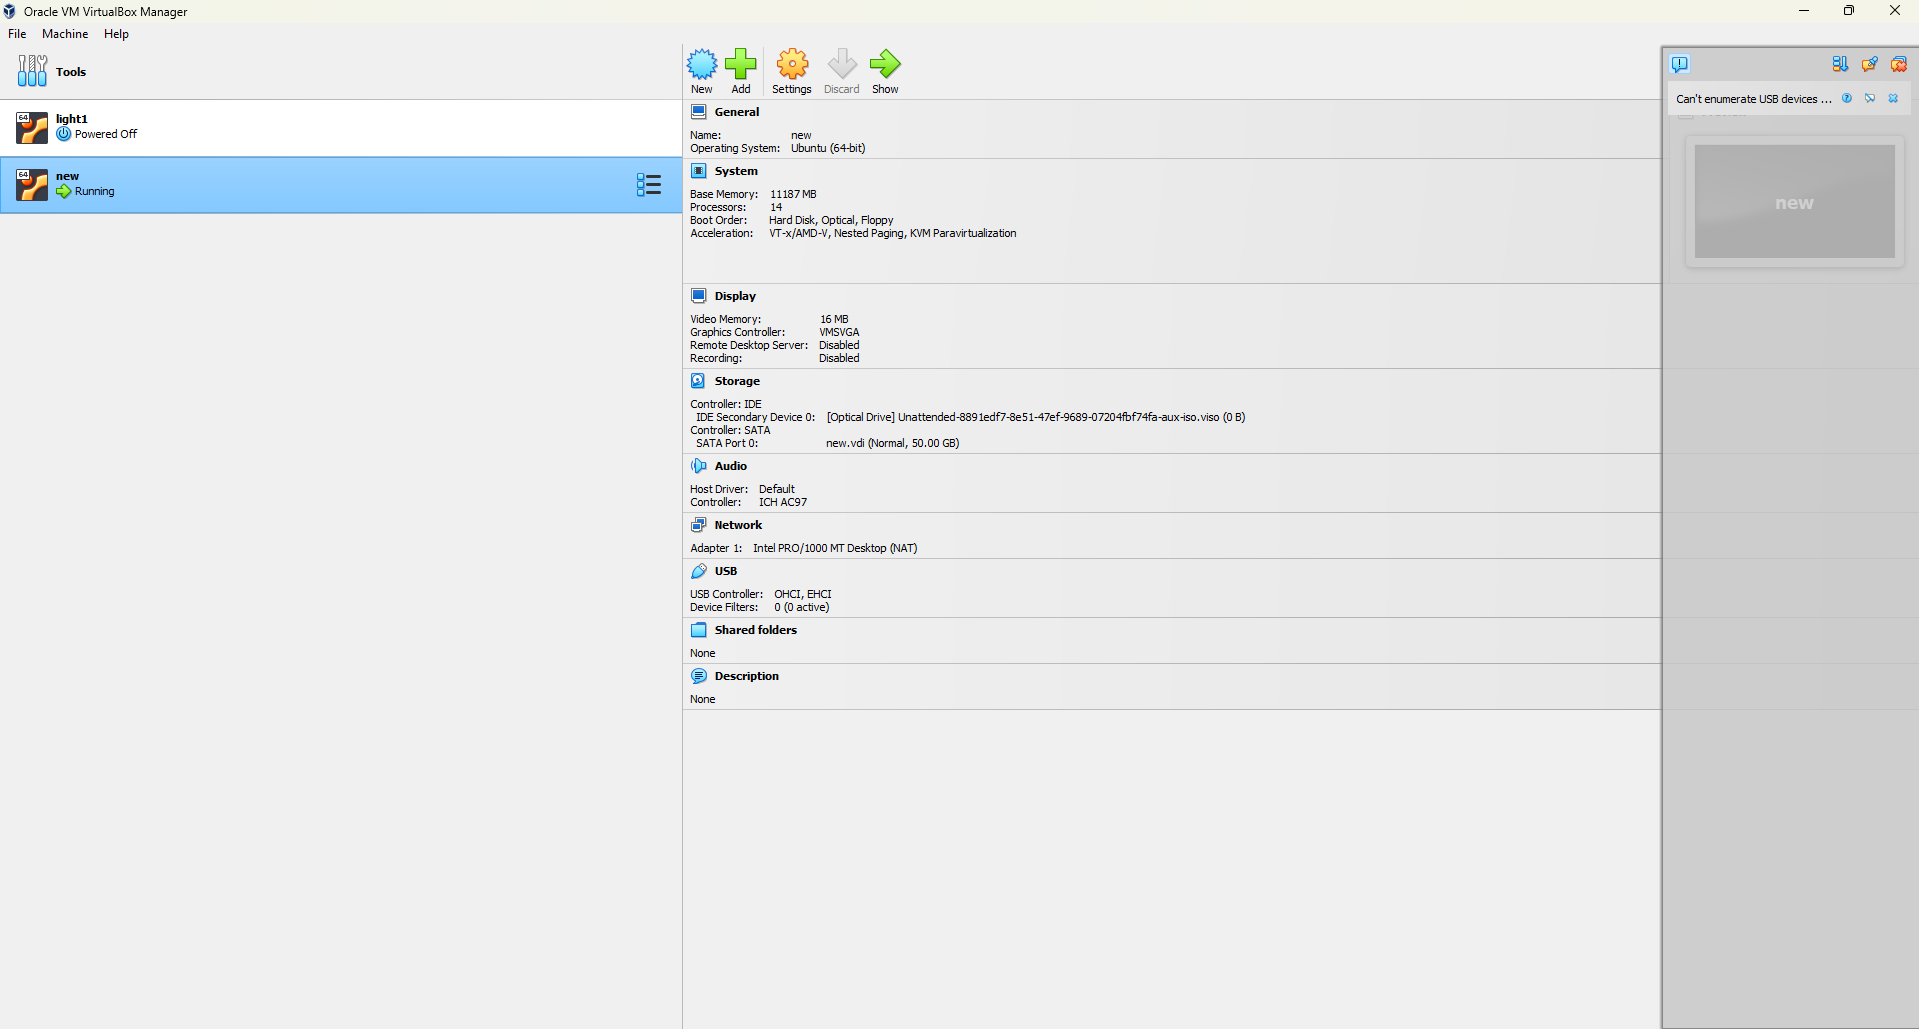 Oracle VM VirtualBox Manager
File Machine Help
Tools
64 light1
Powered Off
64 new
Running
New Add Settings Discard Show
General
Name: new
Operating System: Ubuntu (64-bit)
System
Base Memory: 11187 MB
Processors: 14
Boot Order: Hard Disk, Optical, Floppy
Acceleration: VT-x/AMD-V, Nested Paging, KVM Paravirtualization
Display
Video Memory: 16 MB
Graphics Controller: VMSVGA
Remote Desktop Server: Disabled
Recording: Disabled
Storage
Controller: IDE
IDE Secondary Device 0: [Optical Drive] Unattended-8891edf7-8e51-47ef-9689-07204fbf74fa-aux-iso.viso (0 B)
Controller: SATA
SATA Port 0: new.vdi (Normal, 50.00 GB)
Audio
Host Driver: Default
Controller: ICH AC97
Network
Adapter 1: Intel PRO/1000 MT Desktop (NAT)
USB
USB Controller: OHCI, EHCI
Device Filters: 0 (0 active)
Shared folders
None
Description
None
Can't enumerate USB devices ...
new